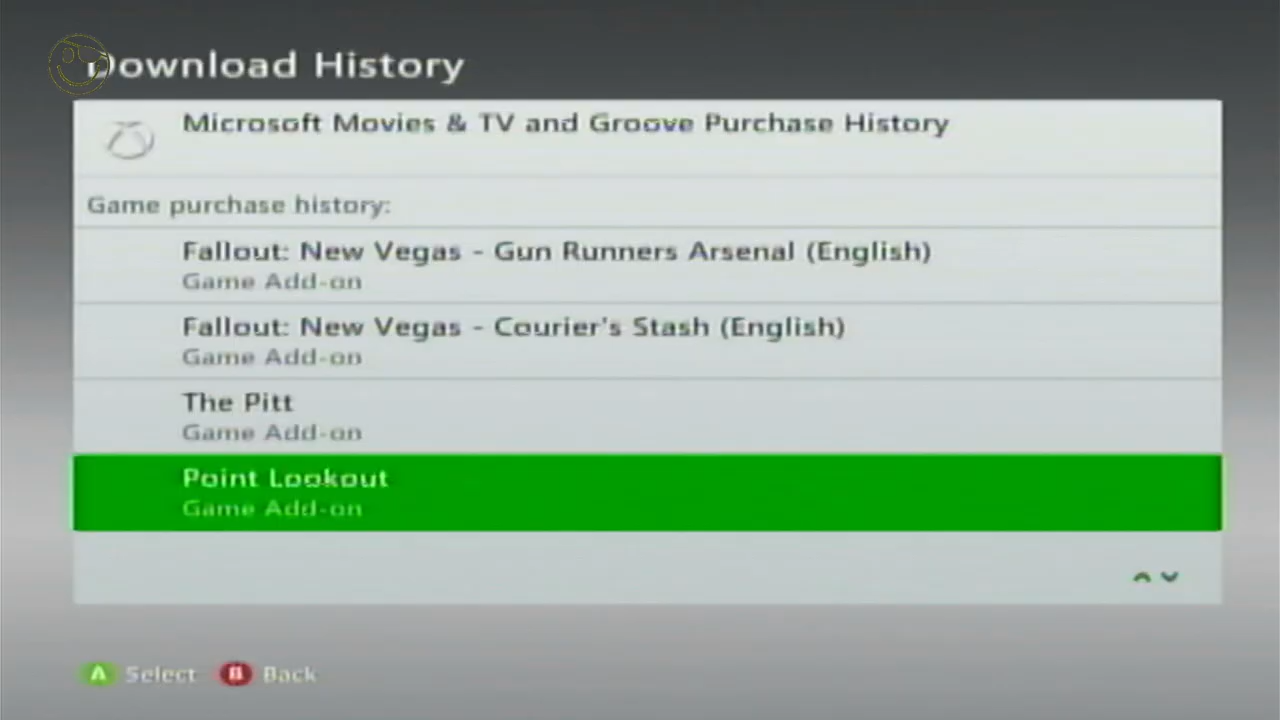 Download History
Microsoft Movies & TV and Groove Purchase History
Game purchase history:
Fallout: New Vegas - Gun Runners Arsenal (English)
Game Add-on
Fallout: New Vegas - Courier's Stash (English)
Game Add-on
The Pitt
Game Add-on
Point Lookout
Game Add-on
A Select B Back